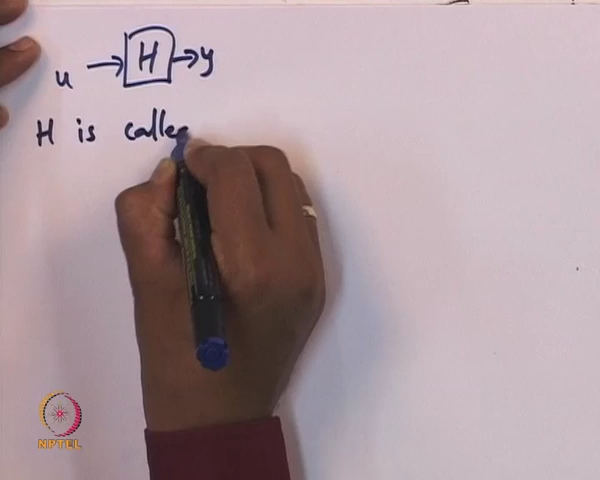 u → H → y
H is calle
NPTEL